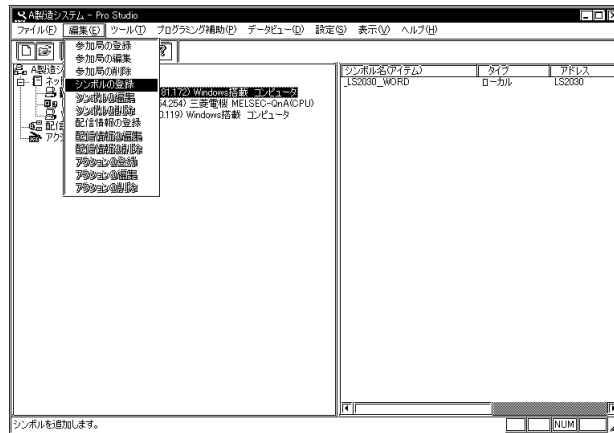 A製造システム - Pro Studio
ファイル(F) 編集(E) ツール(T) プログラミング補助(P) データビュー(D) 設定(S) 表示(V) ヘルプ(H)
参加局の登録
参加局の編集
参加局の削除
シンボルの登録
シンボルの編集
シンボルの削除
配信情報の登録
配信情報の編集
配信情報の削除
アクションの登録
アクションの編集
アクションの削除
A製造シ
ネッ
81.172) Windows搭載 コンピュータ
54.254) 三菱電機 MELSEC-QnA(CPU)
0.119) Windows搭載 コンピュータ
配信
アクシ
シンボル名(アイテム) タイプ アドレス
_LS2030_WORD ローカル LS2030
シンボルを追加します。
NUM